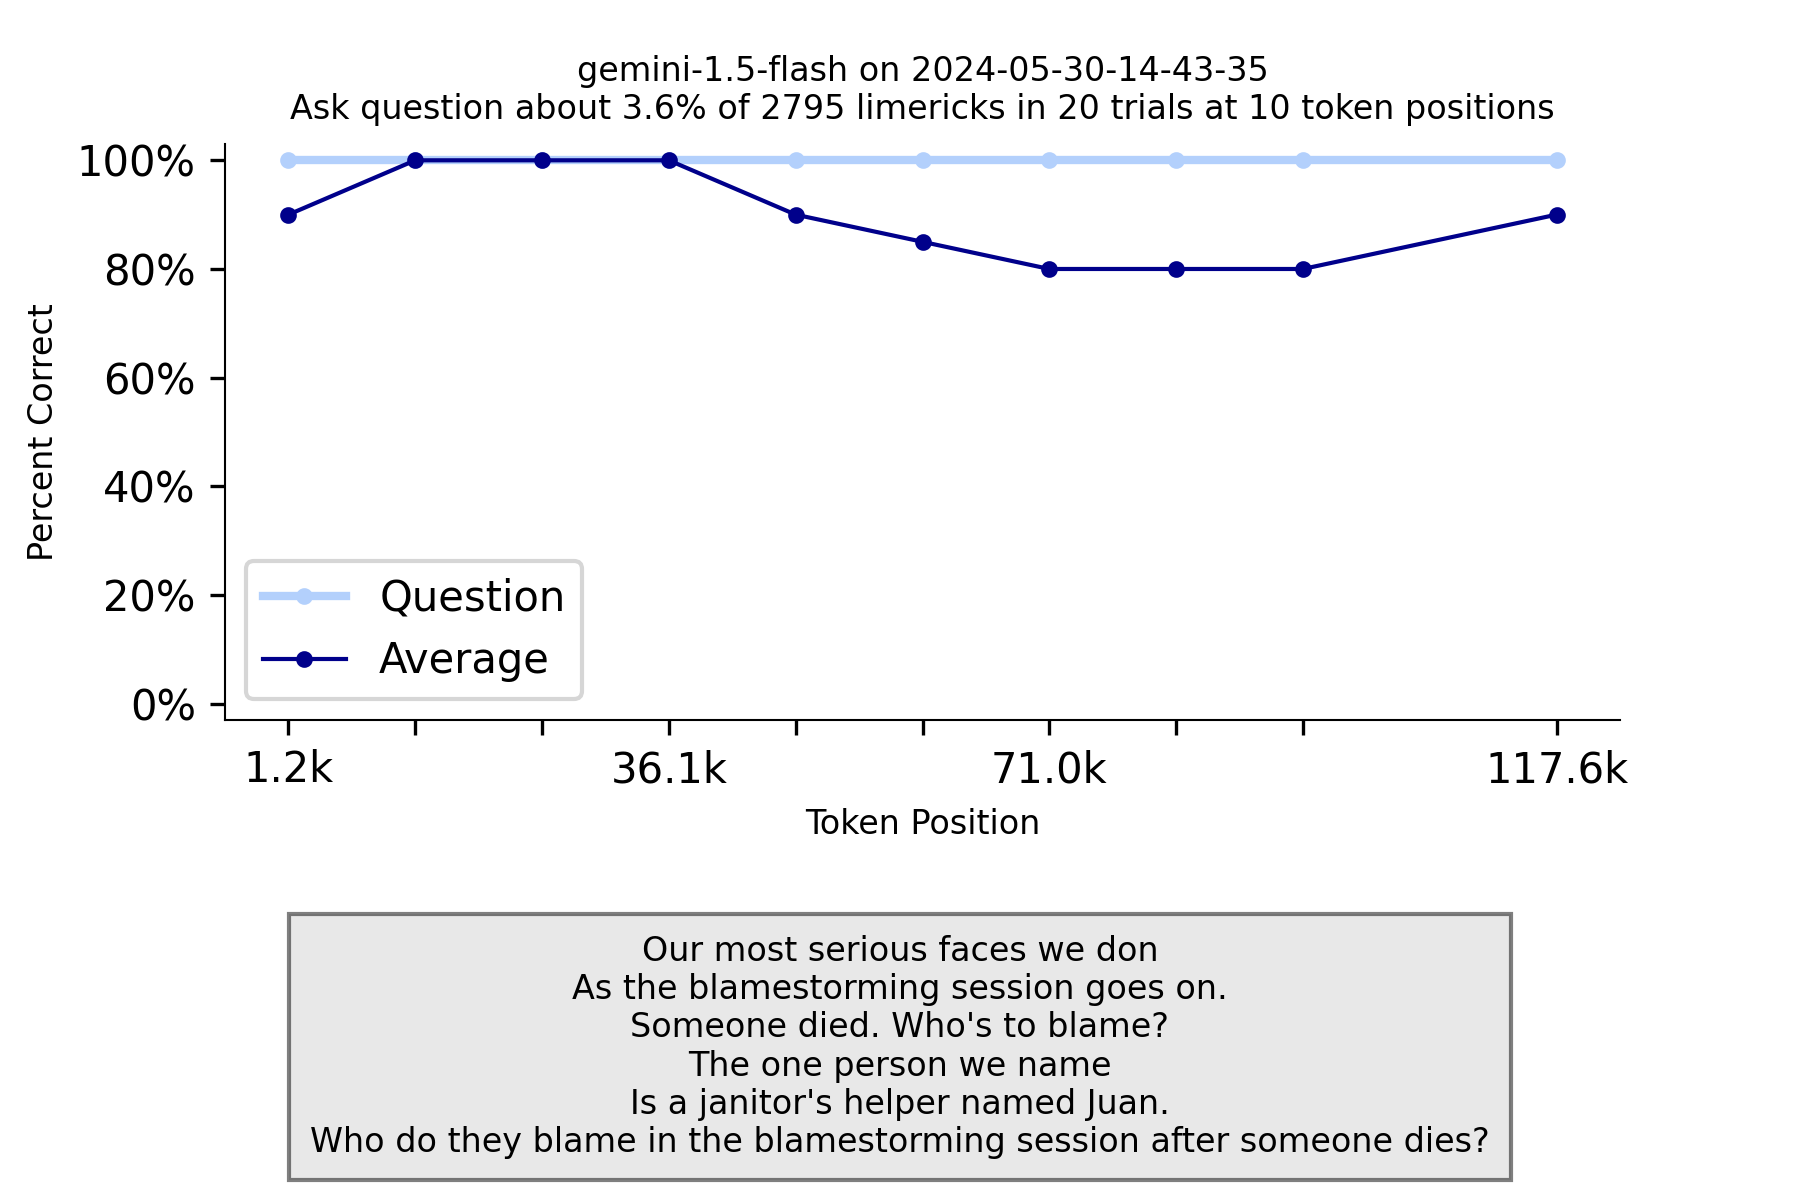 gemini-1.5-flash on 2024-05-30-14-43-35
Ask question about 3.6% of 2795 limericks in 20 trials at 10 token positions
100%
80%
60%
40%
20%
0%
Percent Correct
Question
Average
1.2k
36.1k
71.0k
117.6k
Token Position
Our most serious faces we don
As the blamestorming session goes on.
Someone died. Who's to blame?
The one person we name
Is a janitor's helper named Juan.
Who do they blame in the blamestorming session after someone dies?